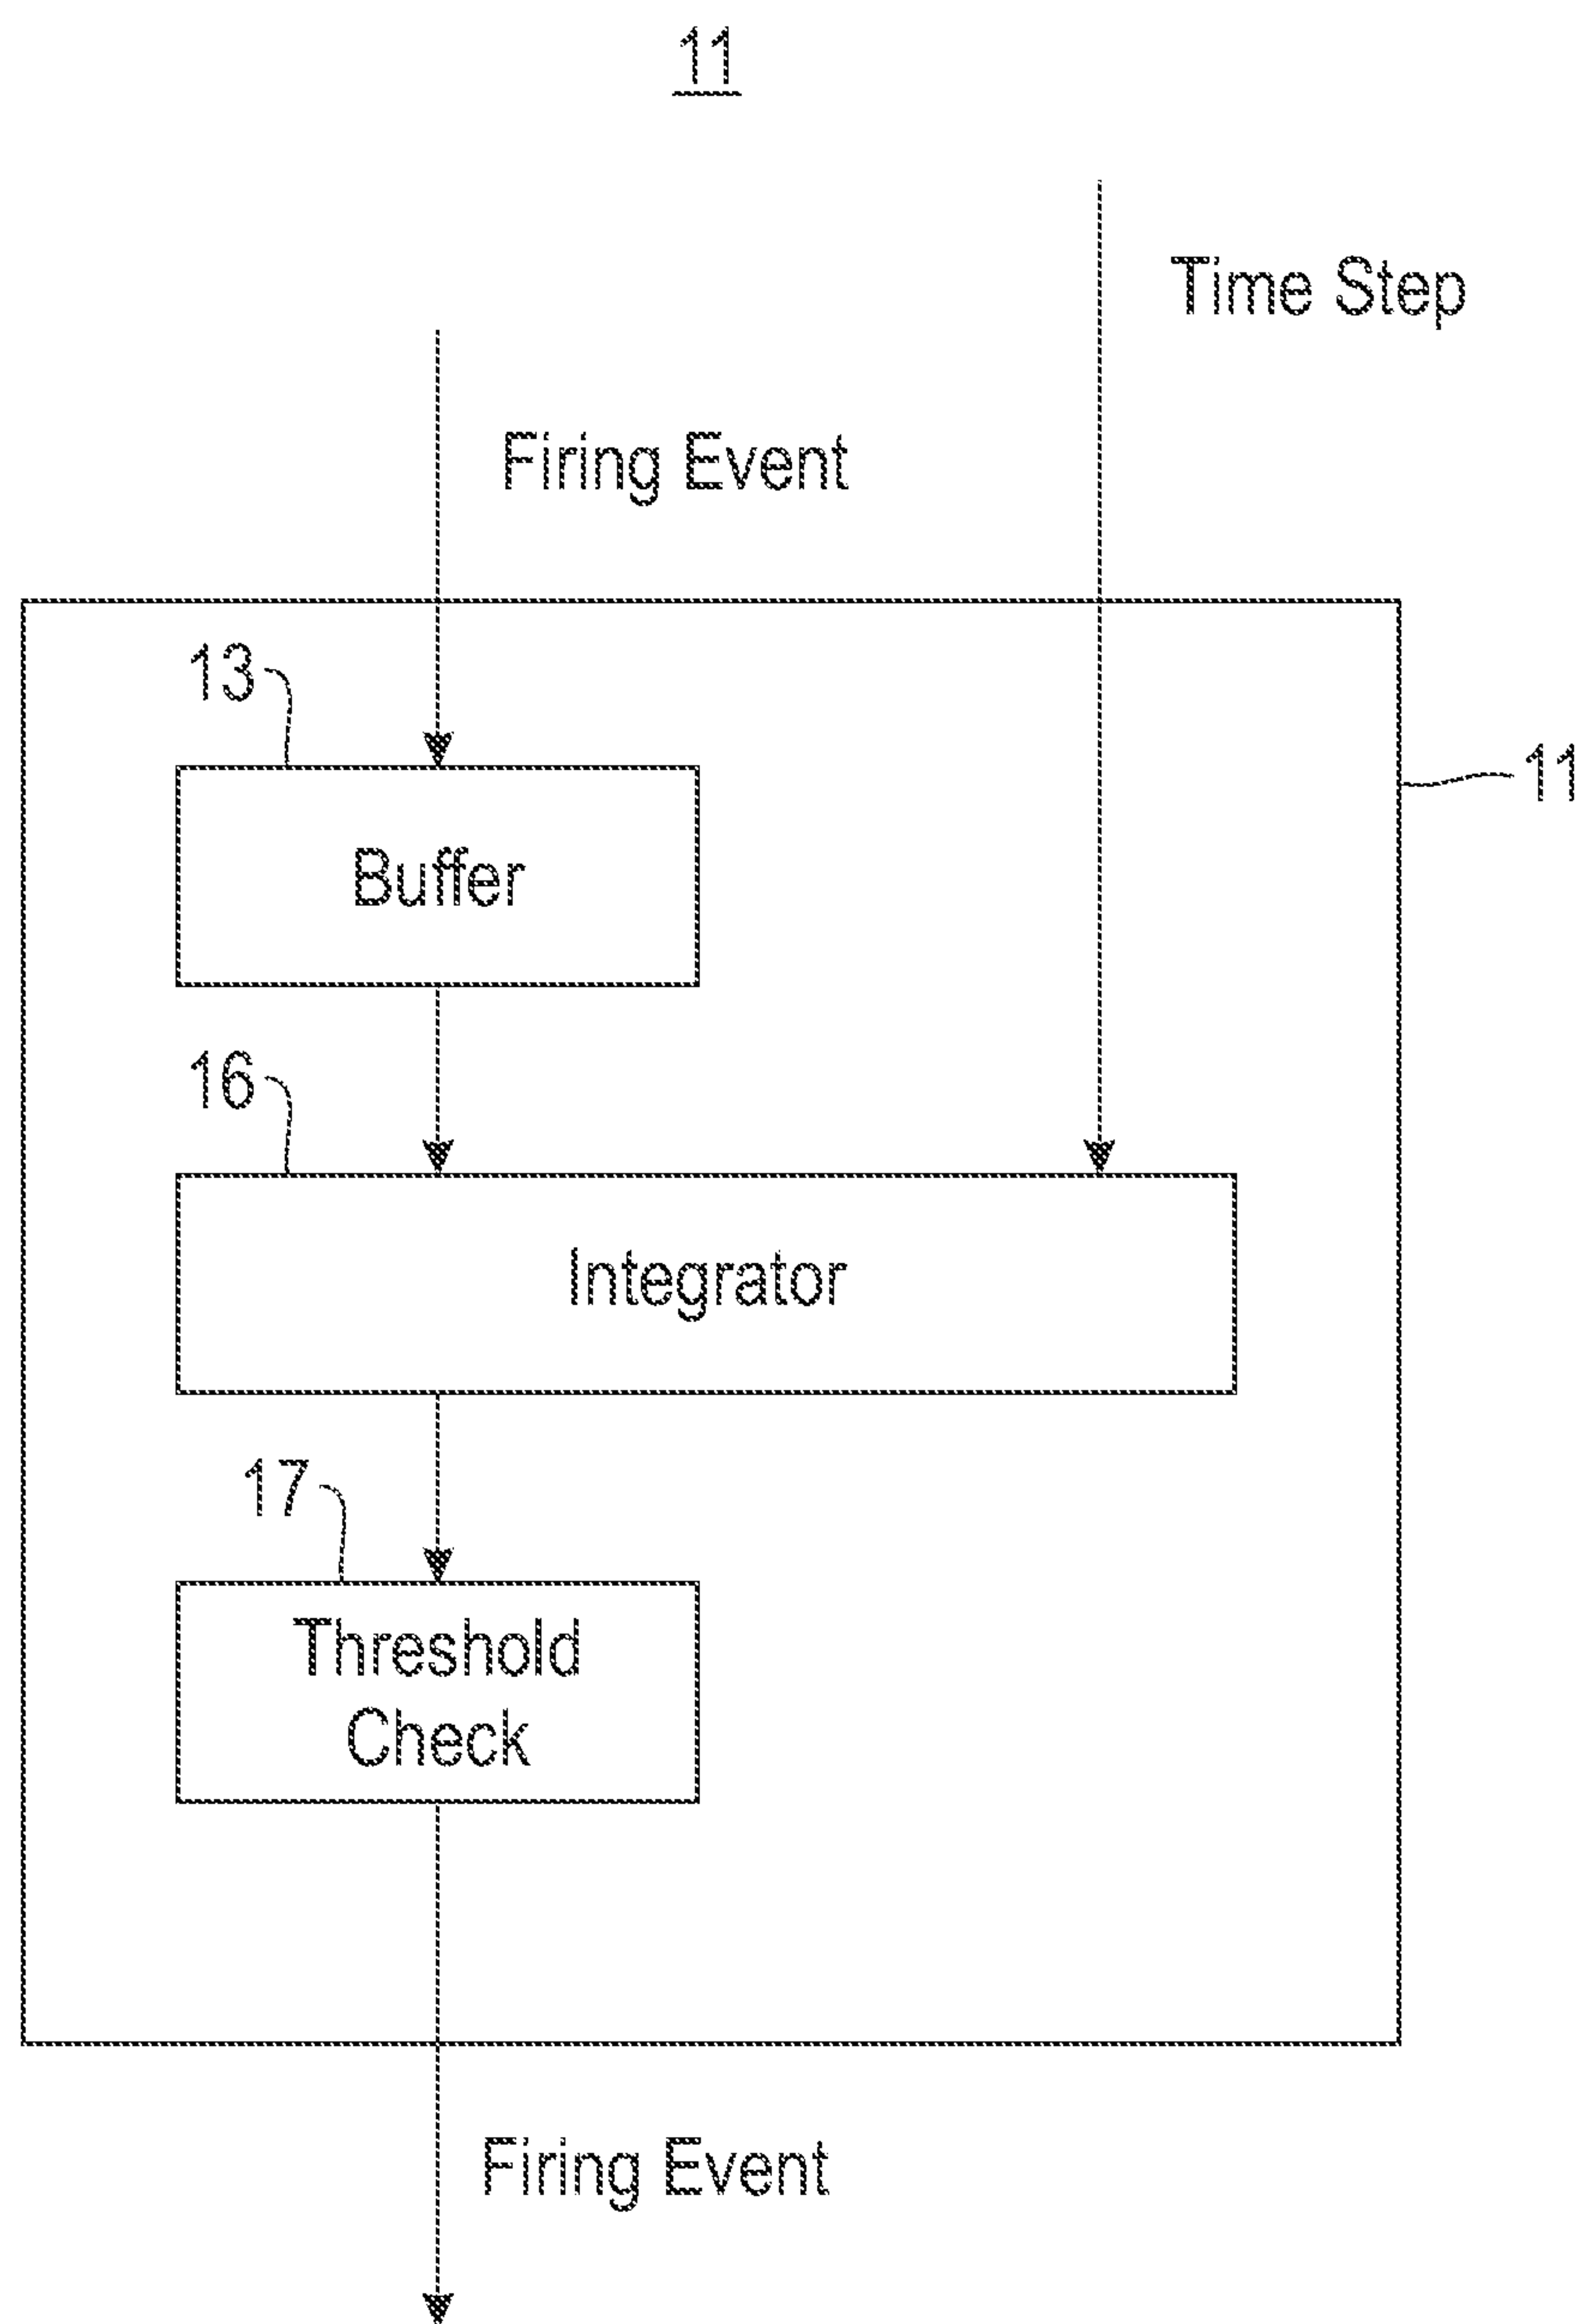 11
Time Step
Firing Event
13
11
Buffer
16
Integrator
17
Threshold
Check
Firing Event